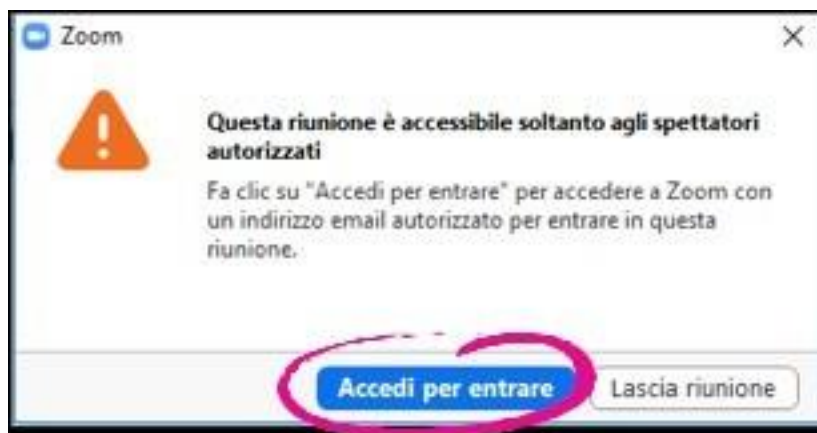 Zoom
Questa riunione è accessibile soltanto agli spettatori
autorizzati
Fa clic su "Accedi per entrare" per accedere a Zoom con
un indirizzo email autorizzato per entrare in questa
riunione.
Accedi per entrare
Lascia riunione